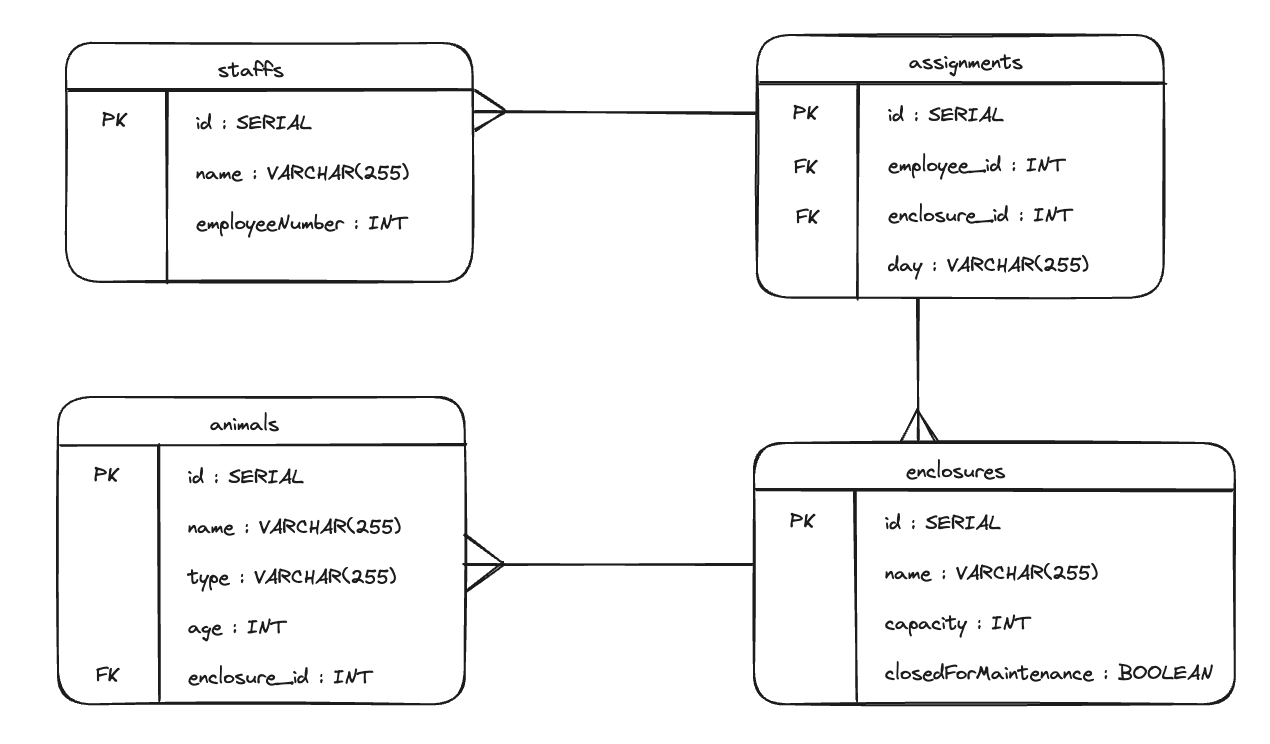 staffs
PK id : SERIAL
name : VARCHAR(255)
employeeNumber : INT
assignments
PK id : SERIAL
FK employee_id : INT
FK enclosure_id : INT
day : VARCHAR(255)
animals
PK id : SERIAL
name : VARCHAR(255)
type : VARCHAR(255)
age : INT
FK enclosure_id : INT
enclosures
PK id : SERIAL
name : VARCHAR(255)
capacity : INT
closedForMaintenance : BOOLEAN